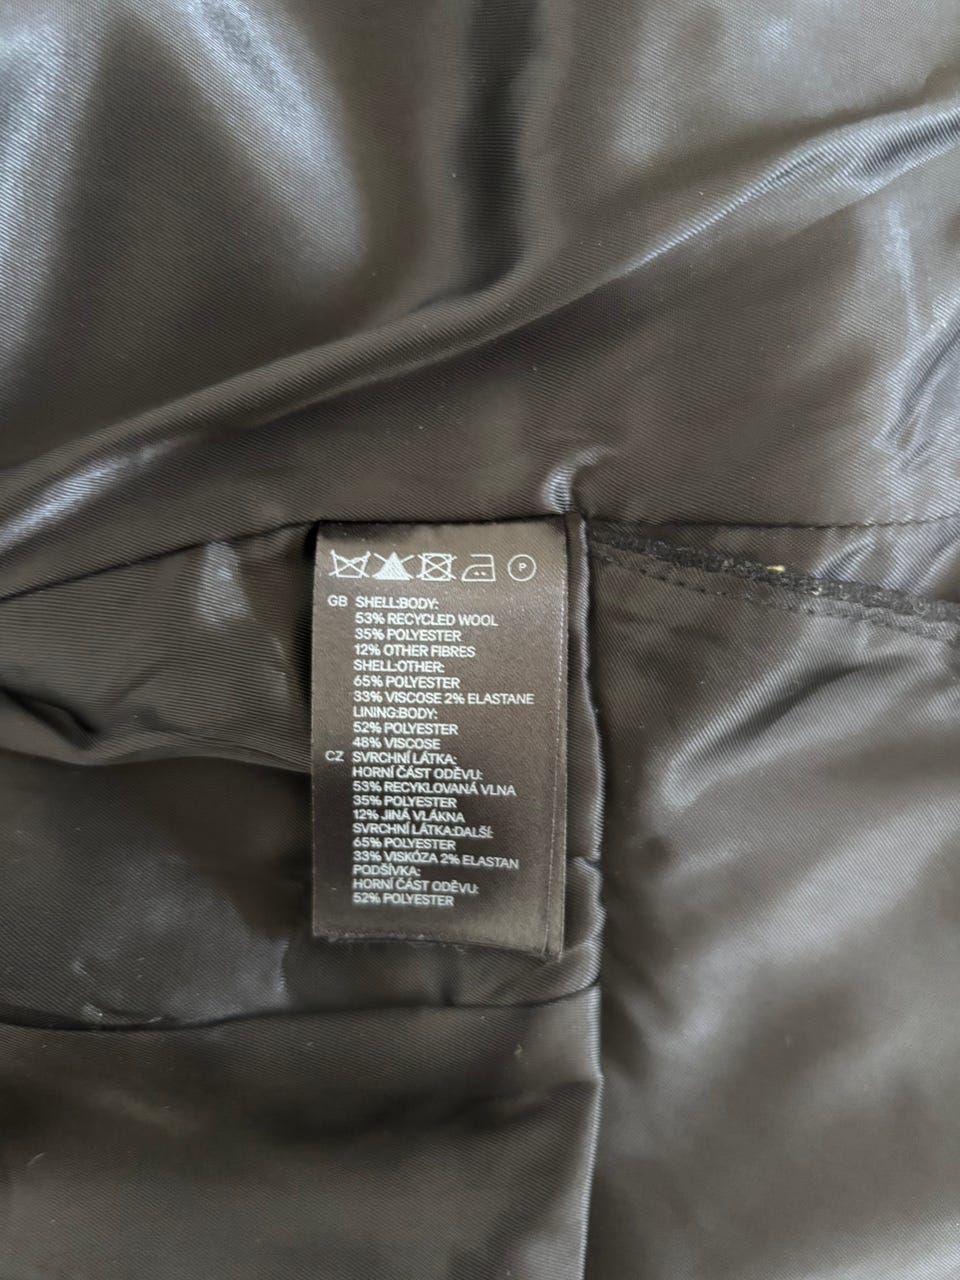 P
GB SHELL:BODY:
53% RECYCLED WOOL
35% POLYESTER
12% OTHER FIBRES
SHELL:OTHER:
65% POLYESTER
33% VISCOSE 2% ELASTANE
LINING:BODY:
52% POLYESTER
48% VISCOSE
CZ SVRCHNÍ LÁTKA:
HORNÍ ČÁST ODĚVU:
53% RECYKLOVANÁ VLNA
35% POLYESTER
12% JINÁ VLÁKNA
SVRCHNÍ LÁTKA:DALŠÍ:
65% POLYESTER
33% VISKÓZA 2% ELASTAN
PODŠÍVKA:
HORNÍ ČÁST ODĚVU:
52% POLYESTER